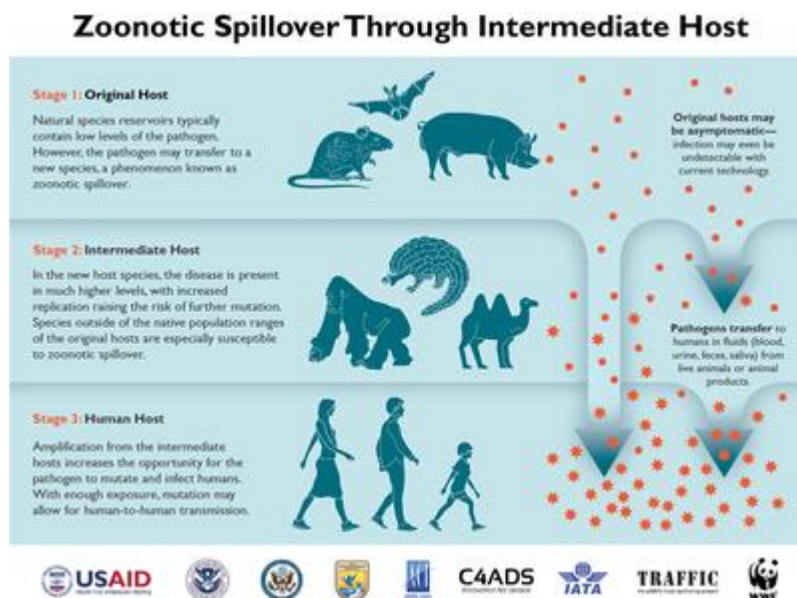 Zoonotic Spillover Through Intermediate Host
Stage 1: Original Host
Natural species reservoirs typically
contain low levels of the pathogen.
However, the pathogen may transfer to a
new species, a phenomenon known as
zoonotic spillover.
Original hosts may
be asymptomatic—
infection may even be
undetectable with
current technology.
Stage 2: Intermediate Host
In the new host species, the disease is present
in much higher levels, with increased
replication raising the risk of further mutation.
Species outside of the native population ranges
of the original hosts are especially susceptible
to zoonotic spillover.
Pathogens transfer to
humans in fluids (blood,
urine, feces, saliva) from
live animals or animal
products.
Stage 3: Human Host
Amplification from the intermediate
hosts increases the opportunity for the
pathogen to mutate and infect humans.
With enough exposure, mutation may
allow for human-to-human transmission.
USAID
FROM THE AMERICAN PEOPLE
C4ADS
IATA
TRAFFIC
WWF